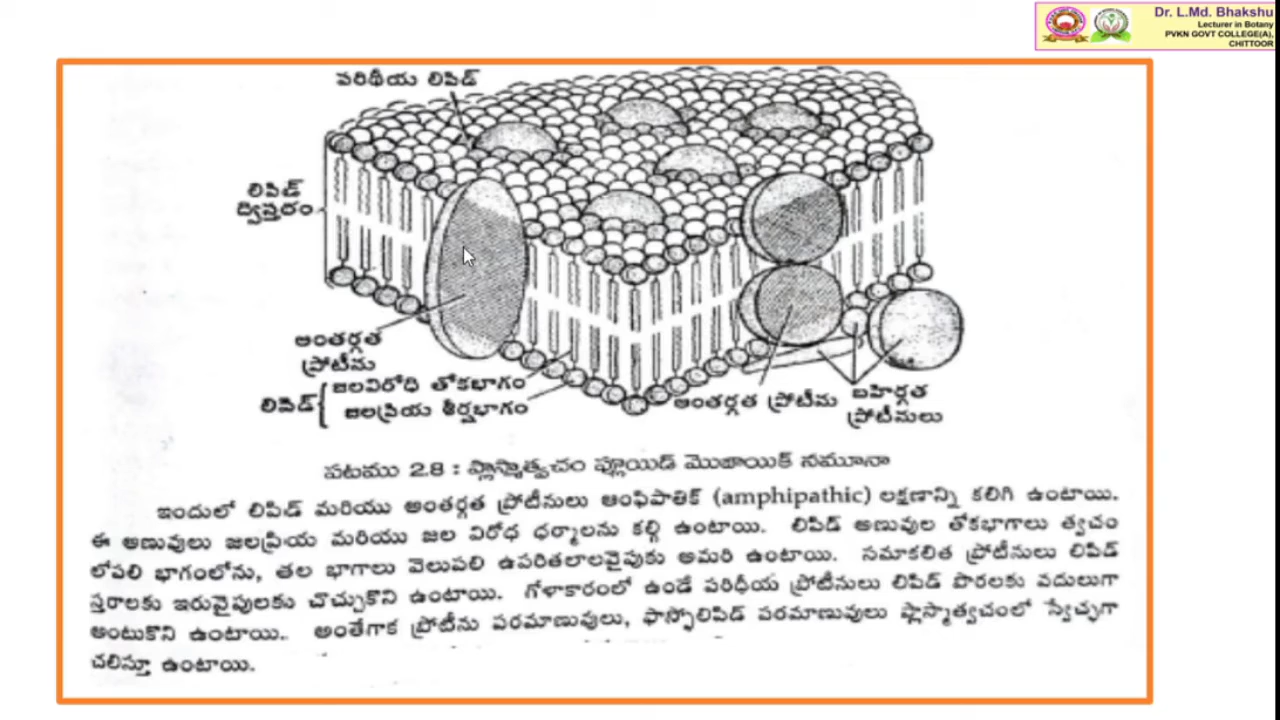 Dr. L.Md. Bhakshu
Lecturer in Botany
PVKN GOVT COLLEGE(A),
CHITTOOR
పరిథీయ లిపిడ్
లిపిడ్
ద్విస్తరం
అంతర్గత
ప్రోటీను
లిపిడ్ { జలవిరోధి తోకభాగం
జలప్రియ శీర్షభాగం
అంతర్గత ప్రోటీను
బహిర్గత
ప్రోటీనులు
పటము 2.8 : ప్లాస్మాత్వచం ఫ్లూయిడ్ మొజాయిక్ నమూనా
ఇందులో లిపిడ్ మరియు అంతర్గత ప్రోటీనులు ఆంఫిపాతిక్ (amphipathic) లక్షణాన్ని కలిగి ఉంటాయి.
ఈ అణువులు జలప్రియ మరియు జల విరోధ ధర్మాలను కల్గి ఉంటాయి. లిపిడ్ అణువుల తోకభాగాలు త్వచం
లోపలి భాగంలోను, తల భాగాలు వెలుపలి ఉపరితలాలవైపుకు అమరి ఉంటాయి. సమాకలిత ప్రోటీనులు లిపిడ్
స్తరాలకు ఇరువైపులకు చొచ్చుకొని ఉంటాయి. గోళాకారంలో ఉండే పరిధీయ ప్రోటీనులు లిపిడ్ పొరలకు వదులుగా
అంటుకొని ఉంటాయి. అంతేగాక ప్రోటీను పరమాణువులు, ఫాస్ఫోలిపిడ్ పరమాణువులు ప్లాస్మాత్వచంలో స్వేచ్ఛగా
చలిస్తూ ఉంటాయి.